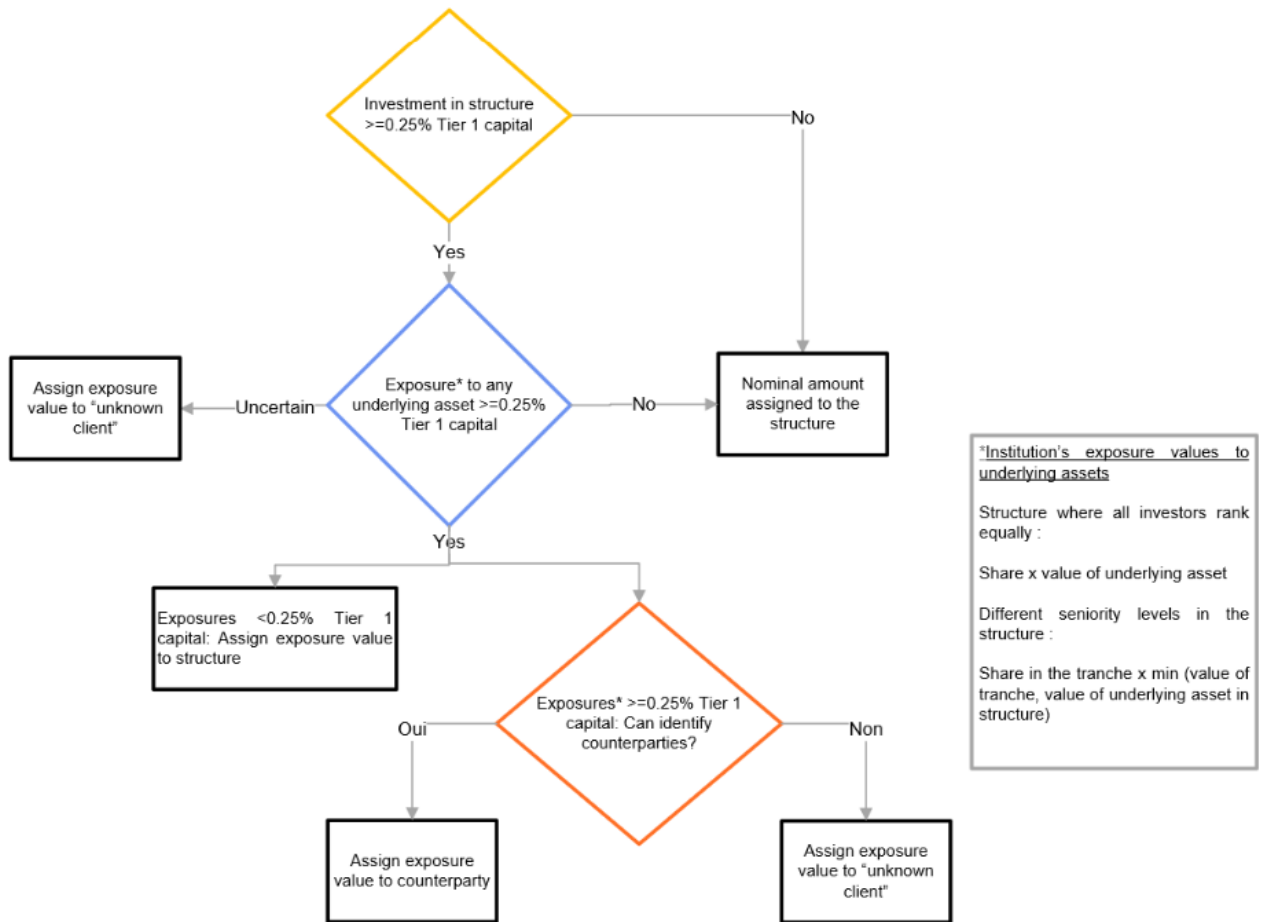 Investment in structure
>=0.25% Tier 1 capital
No
Yes
Assign exposure
value to “unknown
client”
Uncertain
Exposure* to any
underlying asset >=0.25%
Tier 1 capital
No
Nominal amount
assigned to the
structure
*Institution’s exposure values to
underlying assets
Structure where all investors rank
equally :
Share x value of underlying asset
Different seniority levels in the
structure :
Share in the tranche x min (value of
tranche, value of underlying asset in
structure)
Yes
Exposures <0.25% Tier 1
capital: Assign exposure value
to structure
Exposures* >=0.25% Tier 1
capital: Can identify
counterparties?
Oui
Non
Assign exposure
value to counterparty
Assign exposure
value to “unknown
client”